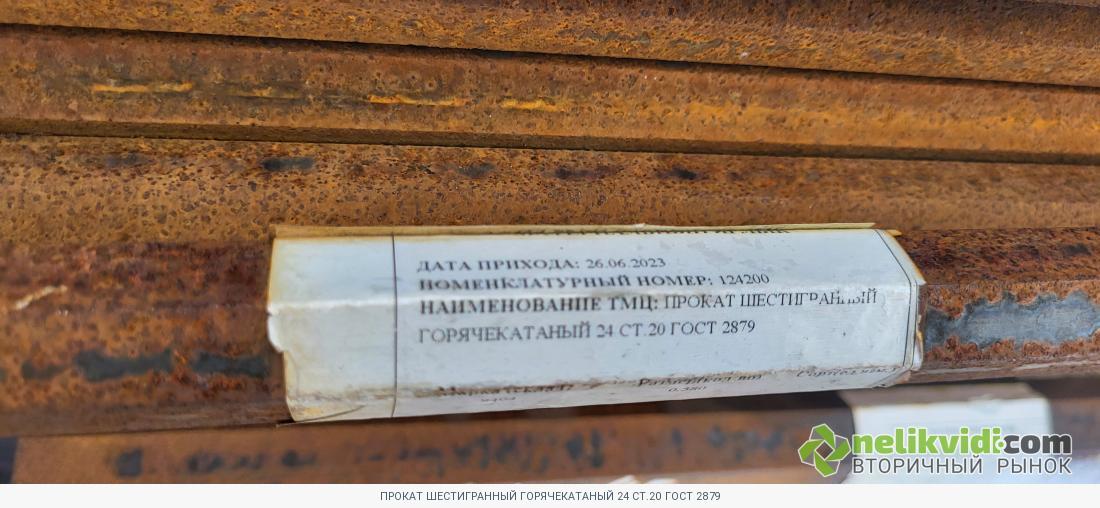 ДАТА ПРИХОДА: 26.06.2023
НОМЕНКЛАТУРНЫЙ НОМЕР: 124200
НАИМЕНОВАНИЕ ТМЦ: ПРОКАТ ШЕСТИГРАННЫЙ
ГОРЯЧЕКАТАНЫЙ 24 СТ.20 ГОСТ 2879
nelikvidi.com
ВТОРИЧНЫЙ РЫНОК
ПРОКАТ ШЕСТИГРАННЫЙ ГОРЯЧЕКАТАНЫЙ 24 СТ.20 ГОСТ 2879